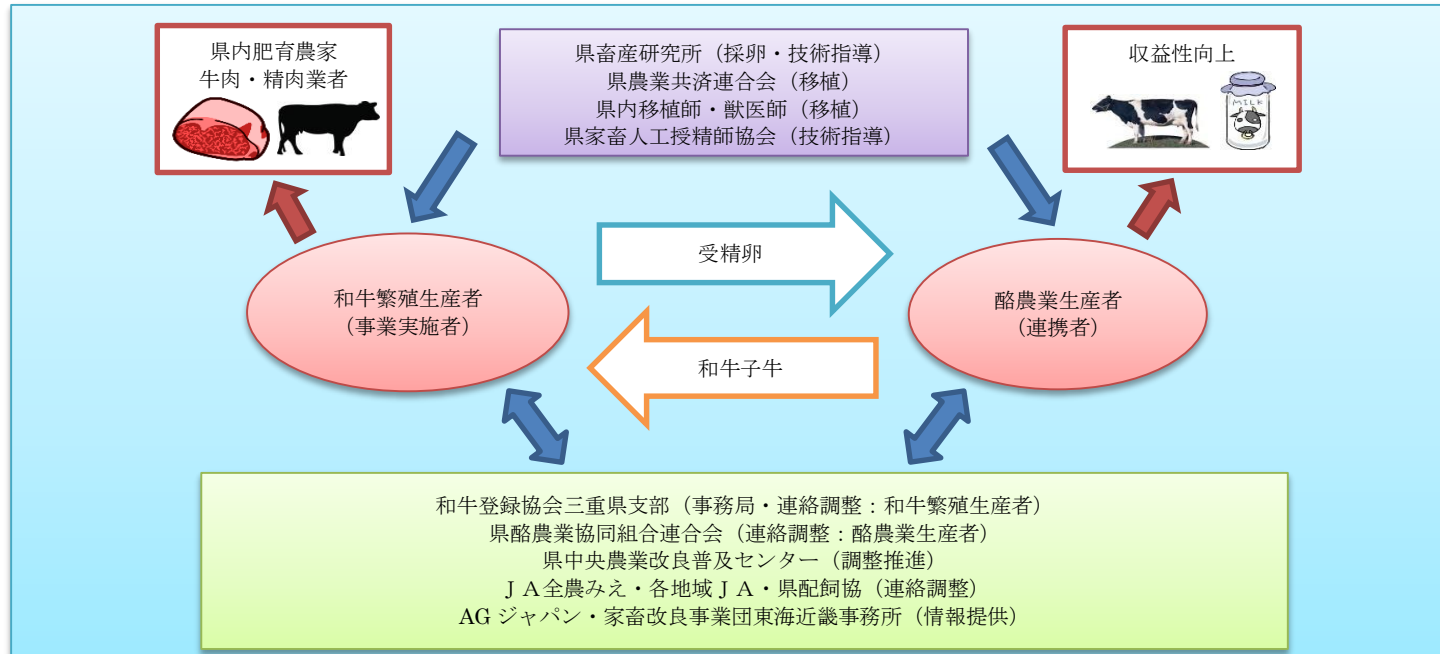 県内肥育農家
牛肉・精肉業者
県畜産研究所（採卵・技術指導）
県農業共済連合会（移植）
県内移植師・獣医師（移植）
県家畜人工授精師協会（技術指導）
収益性向上
MILK
受精卵
和牛繁殖生産者
（事業実施者）
酪農業生産者
（連携者）
和牛子牛
和牛登録協会三重県支部（事務局・連絡調整：和牛繁殖生産者）
県酪農業協同組合連合会（連絡調整：酪農業生産者）
県中央農業改良普及センター（調整推進）
ＪＡ全農みえ・各地域ＪＡ・県配飼協（連絡調整）
AG ジャパン・家畜改良事業団東海近畿事務所（情報提供）